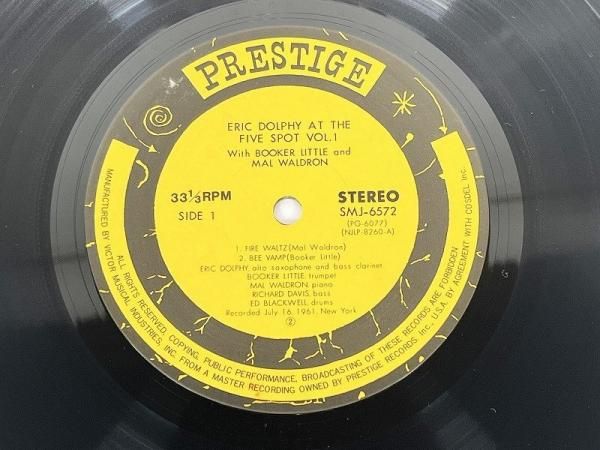 PRESTIGE
ERIC DOLPHY AT THE
FIVE SPOT VOL.1
With BOOKER LITTLE and
MAL WALDRON
33⅓RPM
SIDE 1
STEREO
SMJ-6572
(PG-6077)
(NJLP-8260-A)
1. FIRE WALTZ(Mal Waldron)
2. BEE VAMP(Booker Little)
ERIC DOLPHY, alto saxophone and bass clarinet
BOOKER LITTLE, trumpet
MAL WALDRON, piano
RICHARD DAVIS, bass
ED BLACKWELL, drums
Recorded July 16, 1961, New York
②
MANUFACTURED BY VICTOR MUSICAL INDUSTRIES, INC. FROM A MASTER RECORDING OWNED BY PRESTIGE RECORDS, Inc., U.S.A. BY AGREEMENT WITH COSDEL Inc.
ALL RIGHTS RESERVED, COPYING, PUBLIC PERFORMANCE, BROADCASTING OF THESE RECORDS ARE FORBIDDEN.